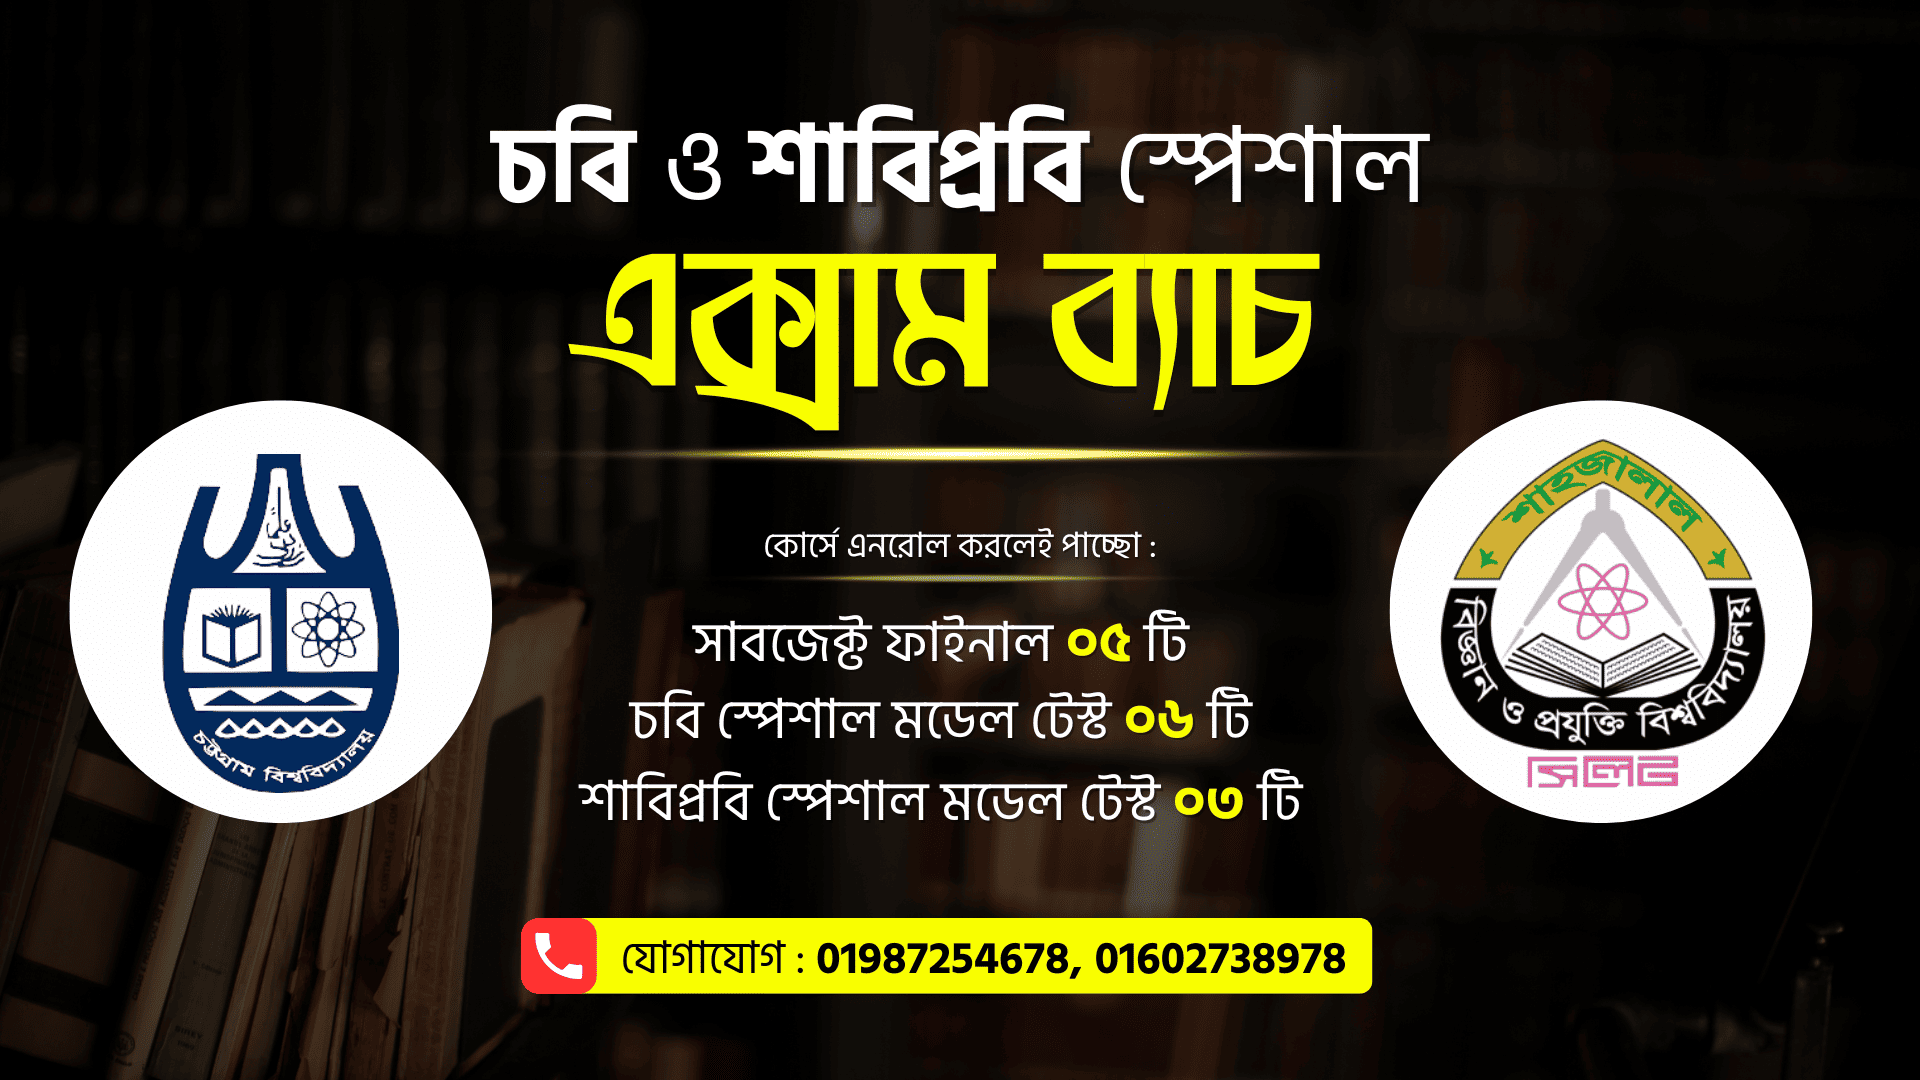 চবি ও শাবিপ্রবি স্পেশাল
এক্সাম ব্যাচ
কোর্সে এনরোল করলেই পাচ্ছো :
সাবজেক্ট ফাইনাল ০৫ টি
চবি স্পেশাল মডেল টেস্ট ০৬ টি
শাবিপ্রবি স্পেশাল মডেল টেস্ট ০৩ টি
চট্টগ্রাম বিশ্ববিদ্যালয়
শাহজালাল
বিজ্ঞান ও প্রযুক্তি বিশ্ববিদ্যালয়
সিলেট
যোগাযোগ : 01987254678, 01602738978